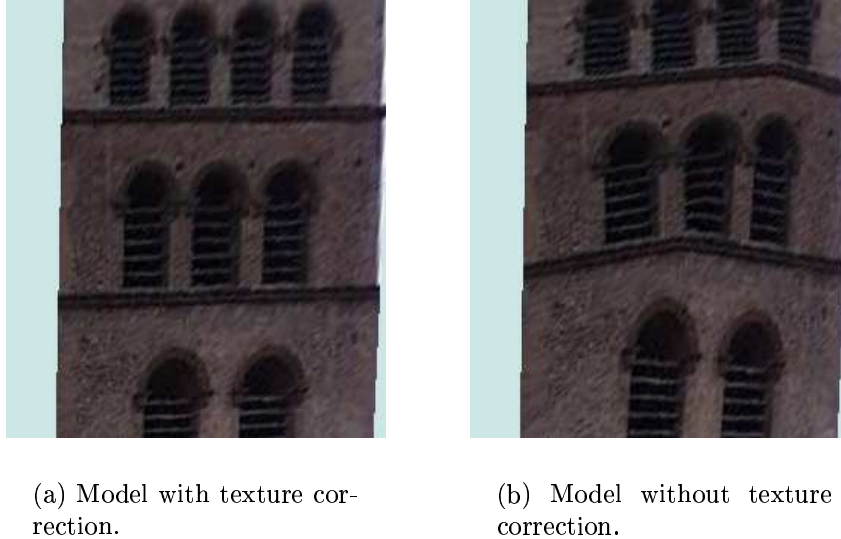 (a) Model with texture cor-
rection.
(b) Model without texture
correction.